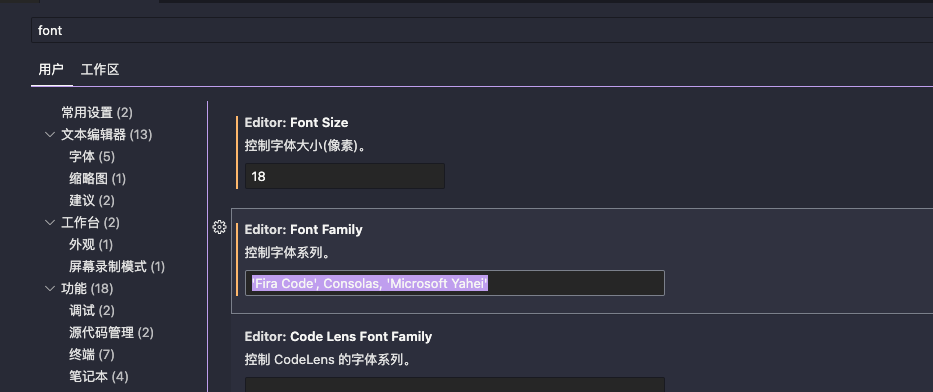 font
用户 工作区
常用设置 (2)
文本编辑器 (13)
字体 (5)
缩略图 (1)
建议 (2)
工作台 (2)
外观 (1)
屏幕录制模式 (1)
功能 (18)
调试 (2)
源代码管理 (2)
终端 (7)
笔记本 (4)
Editor: Font Size
控制字体大小(像素)。
18
Editor: Font Family
控制字体系列。
'Fira Code', Consolas, 'Microsoft Yahei'
Editor: Code Lens Font Family
控制 CodeLens 的字体系列。